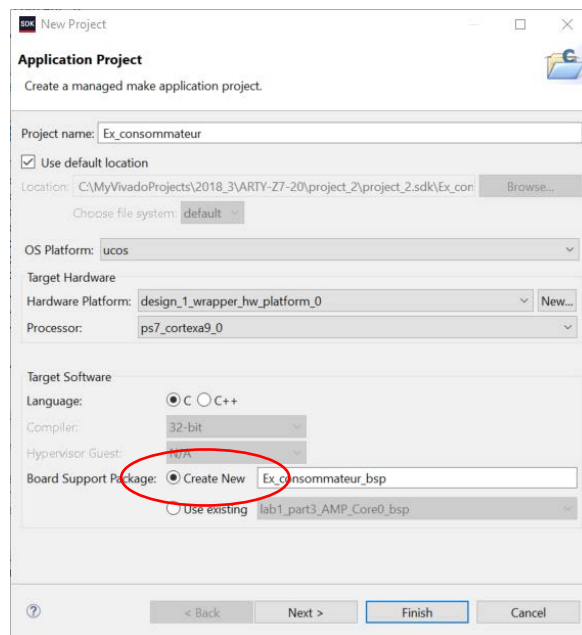 SDK New Project
Application Project
Create a managed make application project.
Project name: Ex_consommateur
Use default location
Location: C:\MyVivadoProjects\2018_3\ARTY-Z7-20\project_2\project_2.sdk\Ex_con Browse...
Choose file system: default
OS Platform: ucos
Target Hardware
Hardware Platform: design_1_wrapper_hw_platform_0 New...
Processor: ps7_cortexa9_0
Target Software
Language: C C++
Compiler: 32-bit
Hypervisor Guest: N/A
Board Support Package: Create New Ex_consommateur_bsp
Use existing lab1_part3_AMP_Core0_bsp
? < Back Next > Finish Cancel